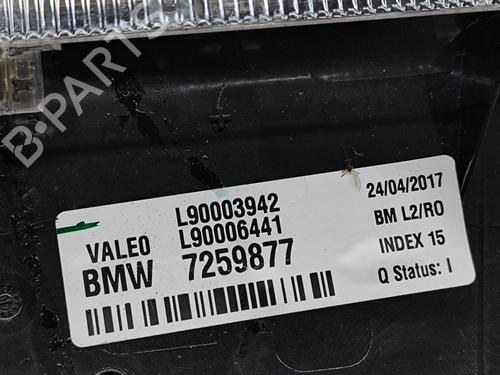 B-PARTS
VALEO L90003942 24/04/2017
L90006441 BM L2/RO
BMW 7259877 INDEX 15
Q Status: I